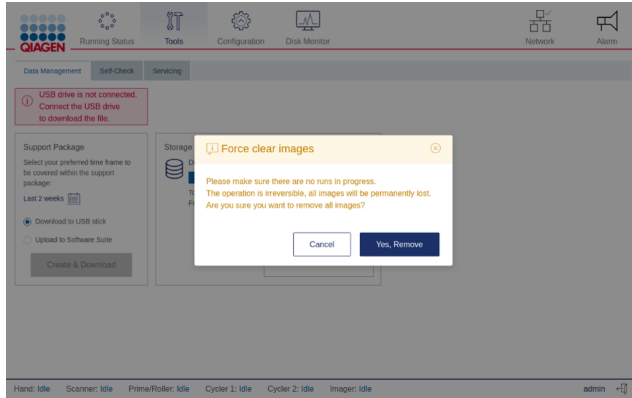 QIAGEN
Running Status
Tools
Configuration
Disk Monitor
Network
Alarm
Data Management
Self-Check
Servicing
USB drive is not connected.
Connect the USB drive
to download the file.
Support Package
Select your preferred time frame to
be covered within the support
package:
Last 2 weeks
Download to USB stick
Upload to Software Suite
Create & Download
Storage
Force clear images
Please make sure there are no runs in progress.
The operation is irreversible, all images will be permanently lost.
Are you sure you want to remove all images?
Cancel
Yes, Remove
Hand: Idle
Scanner: Idle
Prime/Roller: Idle
Cycler 1: Idle
Cycler 2: Idle
Imager: Idle
admin